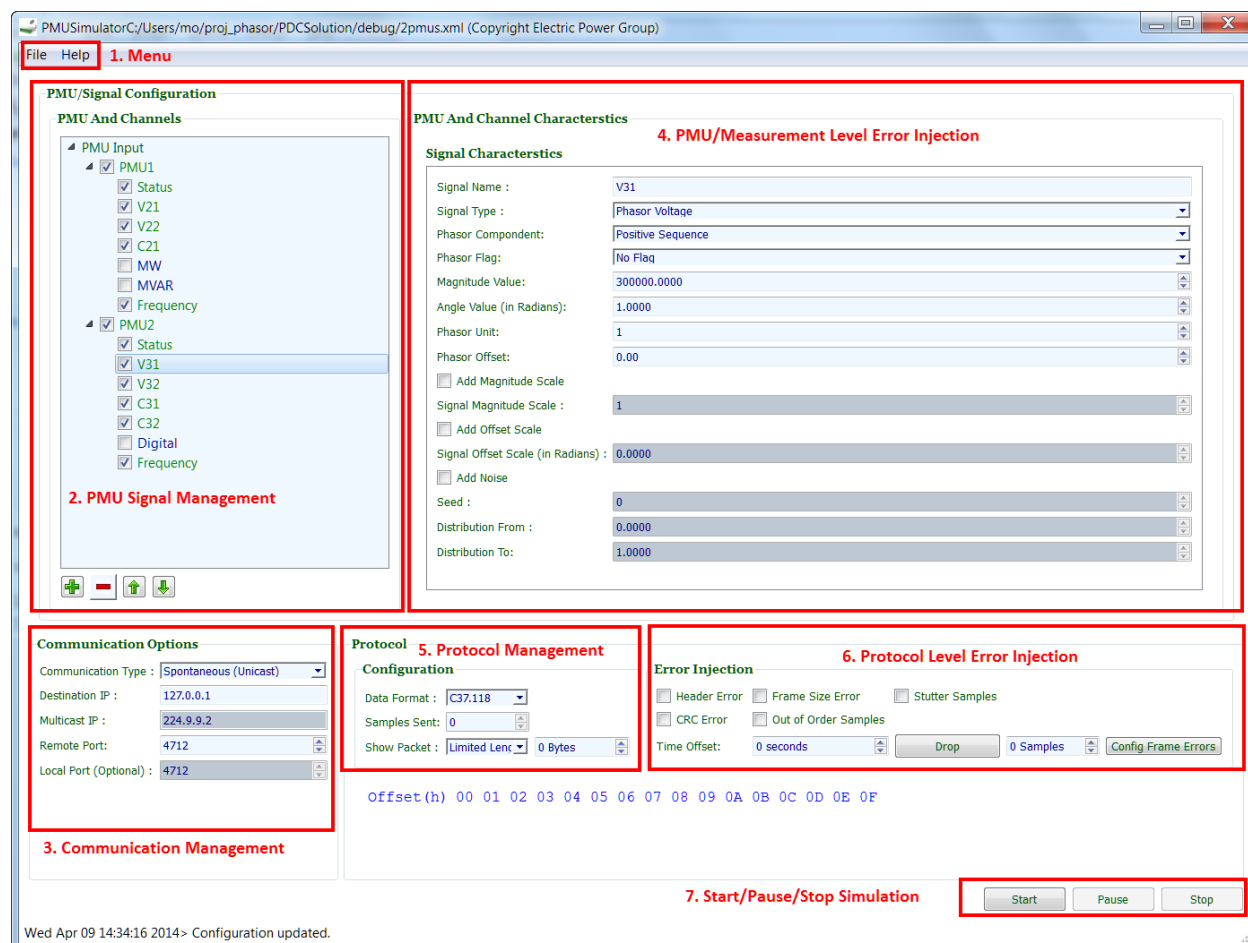 PMUSimulatorC:/Users/mo/proj_phasor/PDCSolution/debug/2pmus.xml (Copyright Electric Power Group)
File Help 1. Menu
PMU/Signal Configuration
PMU And Channels
PMU Input
PMU1
Status
V21
V22
C21
MW
MVAR
Frequency
PMU2
Status
V31
V32
C31
C32
Digital
Frequency
2. PMU Signal Management
PMU And Channel Characterstics
4. PMU/Measurement Level Error Injection
Signal Characterstics
Signal Name : V31
Signal Type : Phasor Voltage
Phasor Compondent: Positive Sequence
Phasor Flag: No Flag
Magnitude Value: 300000.0000
Angle Value (in Radians): 1.0000
Phasor Unit: 1
Phasor Offset: 0.00
Add Magnitude Scale
Signal Magnitude Scale : 1
Add Offset Scale
Signal Offset Scale (in Radians) : 0.0000
Add Noise
Seed : 0
Distribution From : 0.0000
Distribution To: 1.0000
Communication Options
Communication Type : Spontaneous (Unicast)
Destination IP : 127.0.0.1
Multicast IP : 224.9.9.2
Remote Port: 4712
Local Port (Optional) : 4712
3. Communication Management
Protocol
5. Protocol Management
Configuration
Data Format : C37.118
Samples Sent: 0
Show Packet : Limited Lenc 0 Bytes
6. Protocol Level Error Injection
Error Injection
Header Error Frame Size Error Stutter Samples
CRC Error Out of Order Samples
Time Offset: 0 seconds Drop 0 Samples Config Frame Errors
Offset(h) 00 01 02 03 04 05 06 07 08 09 0A 0B 0C 0D 0E 0F
7. Start/Pause/Stop Simulation
Start Pause Stop
Wed Apr 09 14:34:16 2014> Configuration updated.